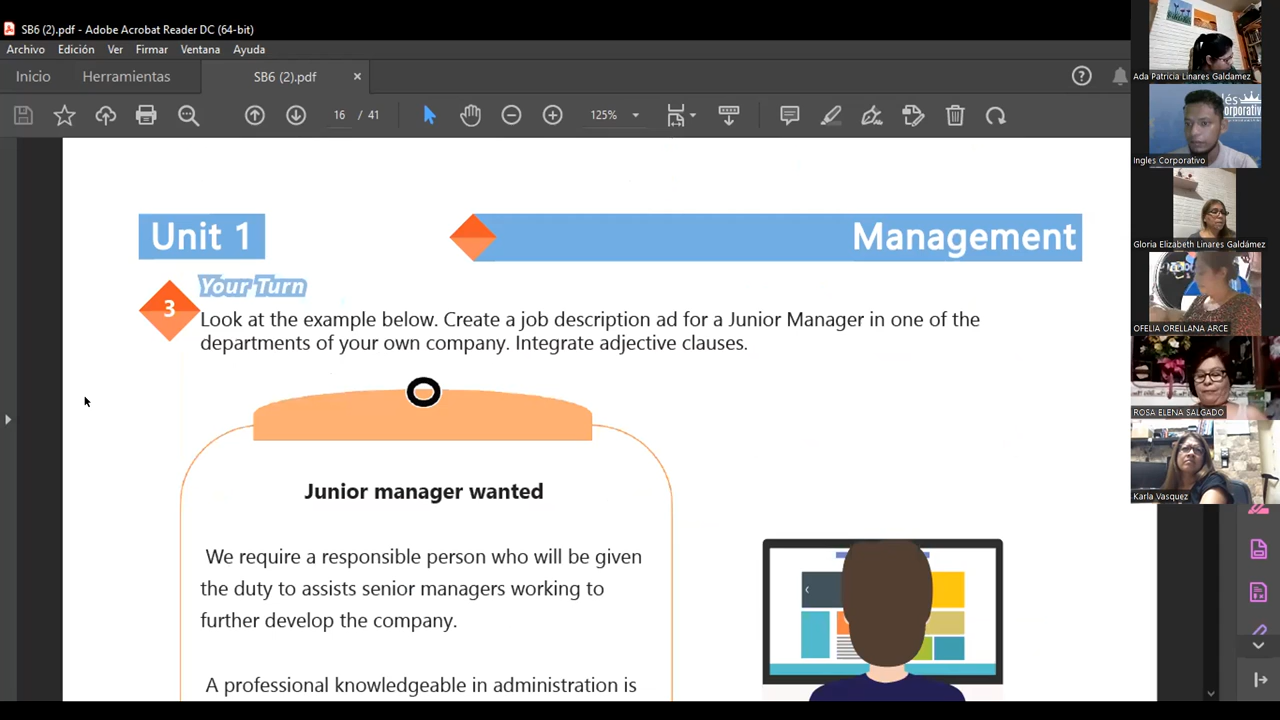 SB6 (2).pdf - Adobe Acrobat Reader DC (64-bit)
Archivo Edición Ver Firmar Ventana Ayuda
Inicio Herramientas SB6 (2).pdf ×
16 / 41 125%
Unit 1 Management
Your Turn
3
Look at the example below. Create a job description ad for a Junior Manager in one of the
departments of your own company. Integrate adjective clauses.
Junior manager wanted
We require a responsible person who will be given
the duty to assists senior managers working to
further develop the company.
A professional knowledgeable in administration is
Ada Patricia Linares Galdamez
Ingles Corporativo
Gloria Elizabeth Linares Galdámez
OFELIA ORELLANA ARCE
ROSA ELENA SALGADO
Karla Vasquez